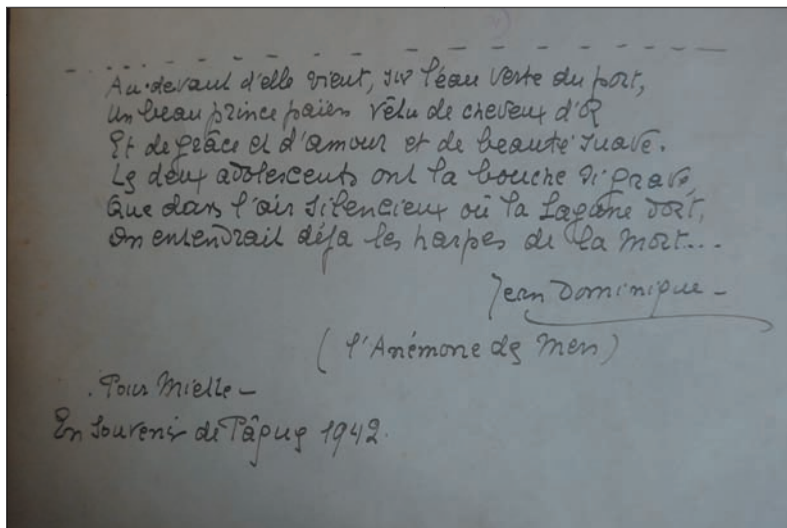 - - - - - - - - - - - - - - - - - - - -
Au-devant d'elle vient, sur l'eau verte du port,
Un beau prince païen vêtu de cheveux d'or
Et de grâce et d'amour et de beauté suave.
Les deux adolescents ont la bouche si grave,
Que dans l'air silencieux où la Lagune dort,
On entendrait déjà les harpes de la Mort...
Jean Dominique -
(l'Anémone des Mers)
. Pour Mielle -
En souvenir de Pâques 1942.